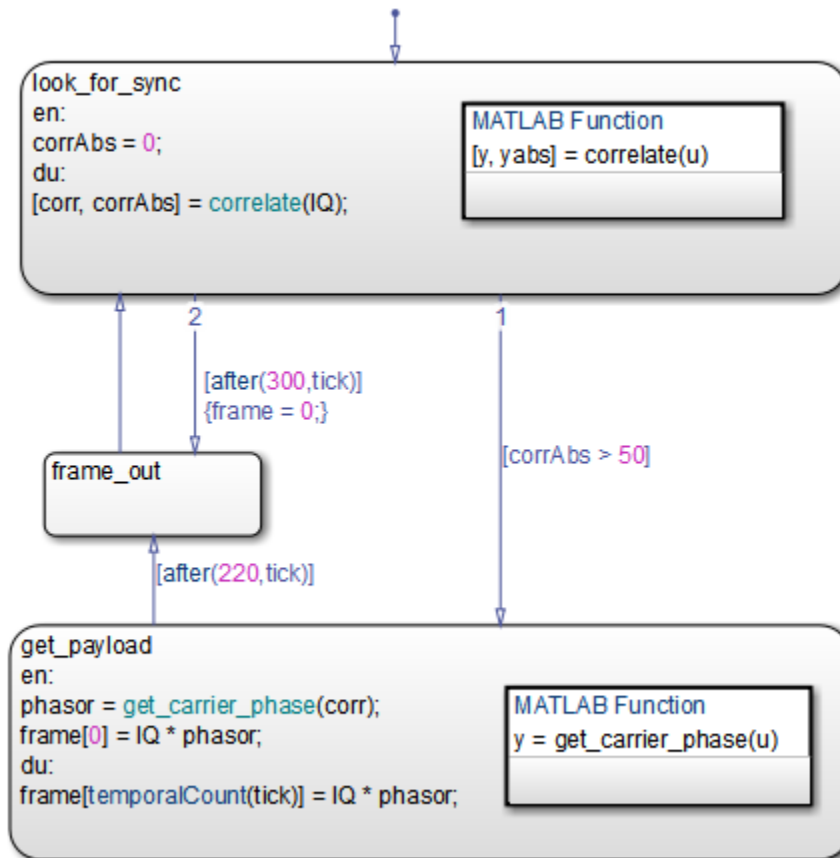 look_for_sync
en:
corrAbs = 0;
du:
[corr, corrAbs] = correlate(IQ);
MATLAB Function
[y, yabs] = correlate(u)
2
1
[after(300,tick)]
{frame = 0;}
[corrAbs > 50]
frame_out
[after(220,tick)]
get_payload
en:
phasor = get_carrier_phase(corr);
frame[0] = IQ * phasor;
du:
frame[temporalCount(tick)] = IQ * phasor;
MATLAB Function
y = get_carrier_phase(u)